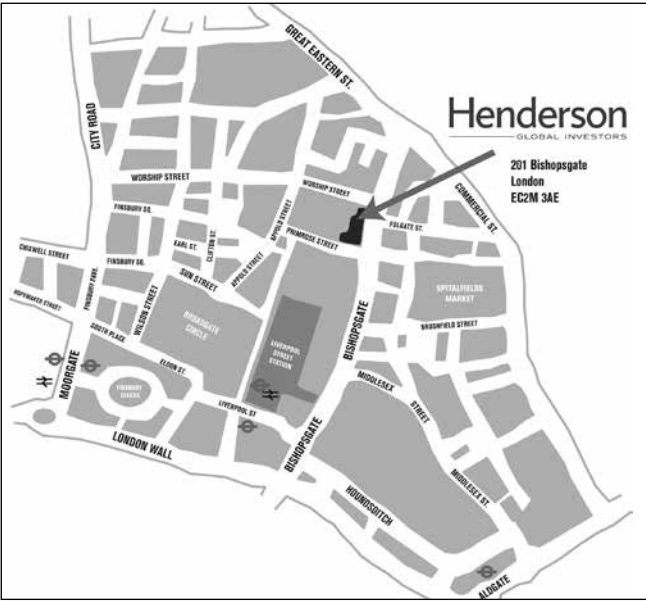 GREAT EASTERN ST.
CITY ROAD
Henderson
GLOBAL INVESTORS
201 Bishopsgate
London
EC2M 3AE
WORSHIP STREET
WORSHIP STREET
COMMERCIAL ST.
FINSBURY SQ.
APPOLD STREET
PRIMROSE STREET
FOLGATE ST.
EARL ST.
CLIFTON ST.
CHISWELL STREET
FINSBURY SQ.
SUN STREET
APPOLD STREET
ROPEMAKER STREET
FINSBURY PAVE.
WILSON STREET
SPITALFIELDS
MARKET
BROADGATE
CIRCLE
BRUSHFIELD STREET
SOUTH PLACE
LIVERPOOL
STREET
STATION
BISHOPSGATE
ELDON ST.
MOORGATE
FINSBURY
CIRCUS
MIDDLESEX
STREET
LIVERPOOL ST
LONDON WALL
BISHOPSGATE
MIDDLESEX ST.
HOUNDSDITCH
ALDGATE